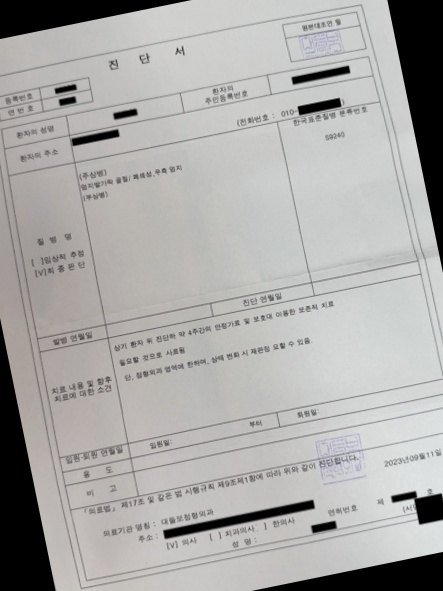 원본대조인 필
진 단 서
등록번호
연 번 호
환자의 성명
환자의
주민등록번호
환자의 주소
(전화번호 : 010- )
한국표준질병 분류번호
(주상병)
S9240
엄지발가락 골절/ 폐쇄성,우측 엄지
(부상병)
질 병 명
[ ]임상적 추정
[V]최 종 판 단
발병 연월일
진단 연월일
상기 환자 위 진단하 약 4주간의 안정가료 및 보호대 이용한 보존적 치료
필요할 것으로 사료됨
치료 내용 및 향후
치료에 대한 소견
단, 정형외과 영역에 한하며, 상태 변화 시 재판정 요할 수 있음.
입원·퇴원 연월일
입원일:
부터
퇴원일:
용 도
비 고
「의료법」 제17조 및 같은 법 시행규칙 제9조제1항에 따라 위와 같이 진단합니다.
2023년09월11일
의료기관 명칭 :
주소 :
[V] 의사 [ ] 치과의사 [ ] 한의사
면허번호 제 호
성 명 :